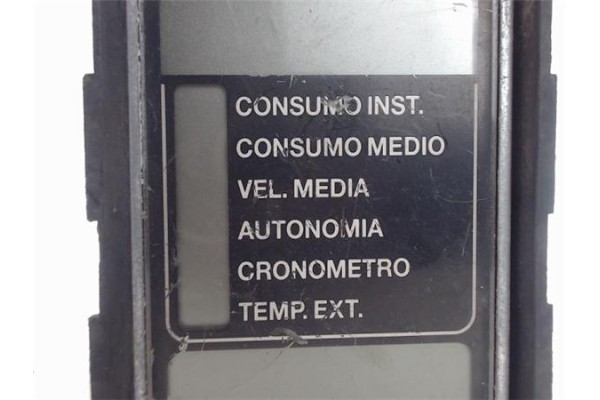 CONSUMO INST.
CONSUMO MEDIO
VEL. MEDIA
AUTONOMIA
CRONOMETRO
TEMP. EXT.